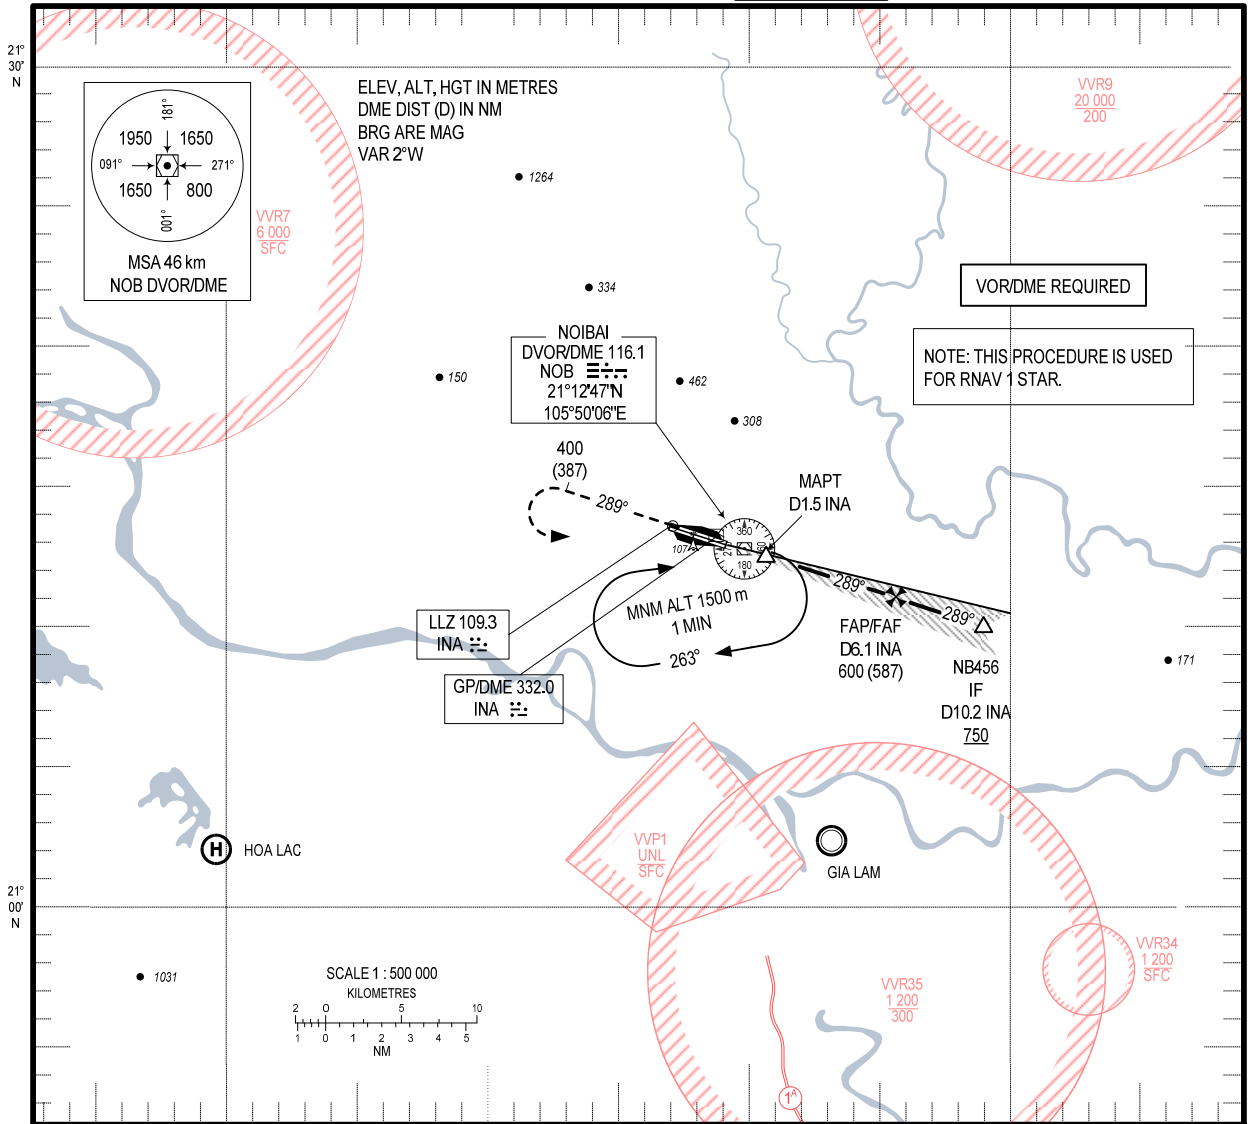 21°
30'
N
181°
1950
1650
091°
271°
1650
800
001°
MSA 46 km
NOB DVOR/DME
ELEV, ALT, HGT IN METRES
DME DIST (D) IN NM
BRG ARE MAG
VAR 2°W
VVR7
6 000
SFC
VVR9
20 000
200
1264
334
150
462
308
VOR/DME REQUIRED
NOTE: THIS PROCEDURE IS USED
FOR RNAV 1 STAR.
NOIBAI
DVOR/DME 116.1
NOB
21°12'47"N
105°50'06"E
400
(387)
289°
MAPT
D1.5 INA
107
360
180
289°
289°
MNM ALT 1500 m
1 MIN
263°
LLZ 109.3
INA
GP/DME 332.0
INA
FAP/FAF
D6.1 INA
600 (587)
NB456
IF
D10.2 INA
750
171
VVP1
UNL
SFC
H
HOA LAC
GIA LAM
21°
00'
N
1031
SCALE 1 : 500 000
KILOMETRES
2 0 5 10
1 0 1 2 3 4 5
NM
VVR35
1 200
300
VVR34
1 200
SFC
1A